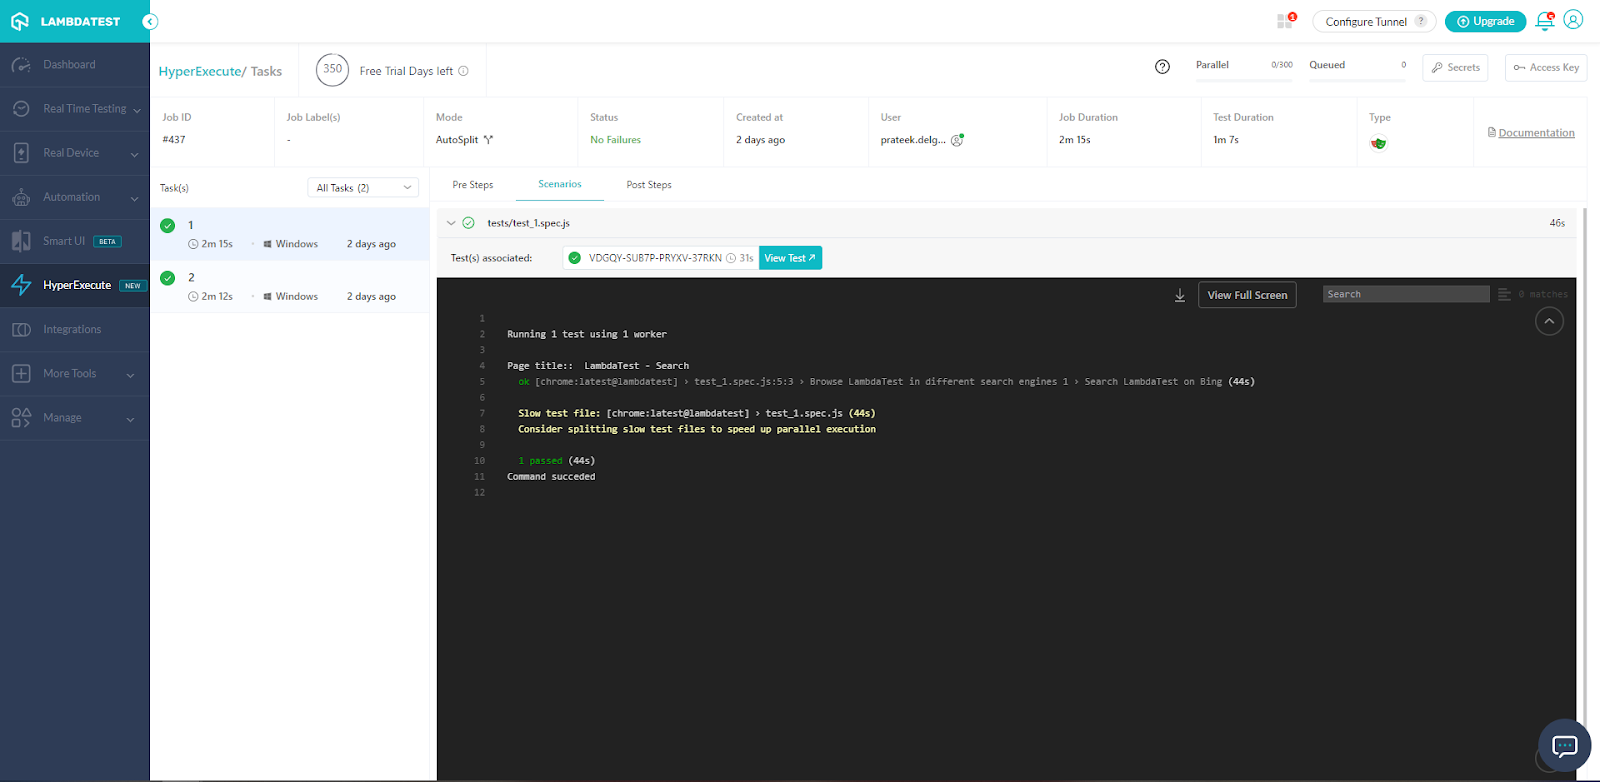 LAMBDATEST
1
Configure Tunnel ?
Upgrade
Dashboard
Real Time Testing
Real Device
Automation
Smart UI BETA
HyperExecute NEW
Integrations
More Tools
Manage
HyperExecute/ Tasks
350 Free Trial Days left
Parallel 0/300
Queued 0
Secrets
Access Key
Job ID
#437
Job Label(s)
-
Mode
AutoSplit
Status
No Failures
Created at
2 days ago
User
prateek.delg...
Job Duration
2m 15s
Test Duration
1m 7s
Type
Documentation
Task(s)
All Tasks (2)
1
2m 15s Windows 2 days ago
2
2m 12s Windows 2 days ago
Pre Steps Scenarios Post Steps
tests/test_1.spec.js 46s
Test(s) associated: VDGQY-SUB7P-PRYXV-37RKN 31s View Test
View Full Screen
Search
0 matches
1
2 Running 1 test using 1 worker
3
4 Page title:: LambdaTest - Search
5 ok [chrome:latest@lambdatest] › test_1.spec.js:5:3 › Browse LambdaTest in different search engines 1 › Search LambdaTest on Bing (44s)
6
7 Slow test file: [chrome:latest@lambdatest] › test_1.spec.js (44s)
8 Consider splitting slow test files to speed up parallel execution
9
10 1 passed (44s)
11 Command succeded
12